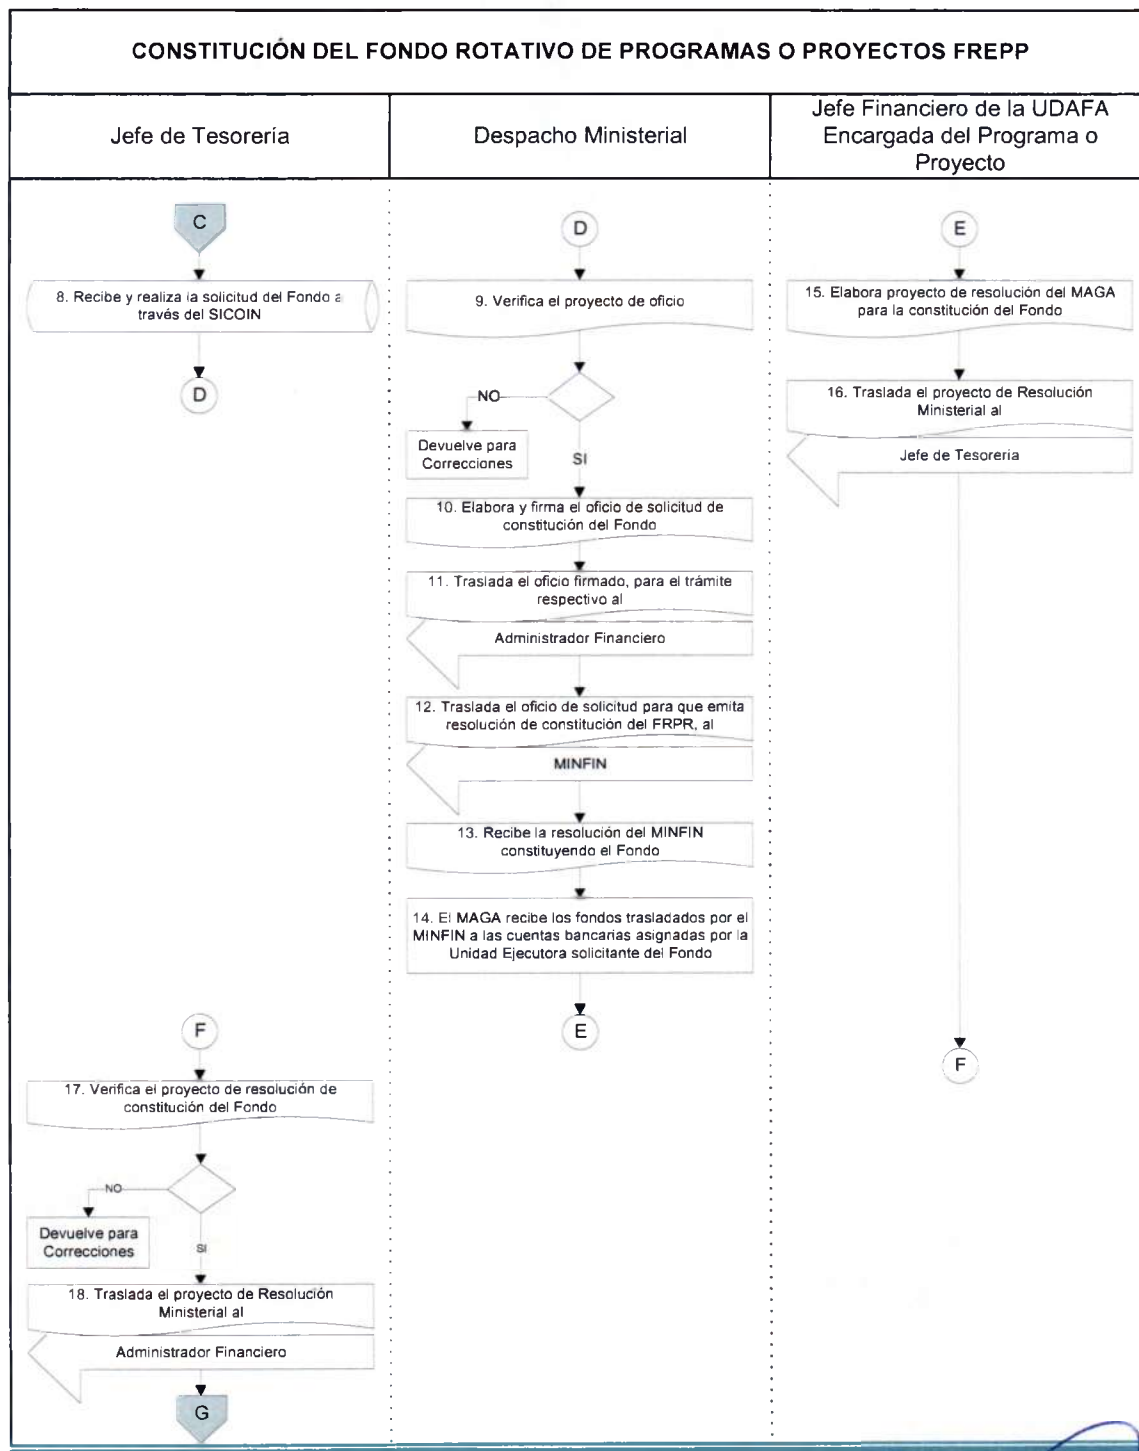 CONSTITUCIÓN DEL FONDO ROTATIVO DE PROGRAMAS O PROYECTOS FREPP
Jefe de Tesorería
Despacho Ministerial
Jefe Financiero de la UDAFA
Encargada del Programa o
Proyecto
C
8. Recibe y realiza la solicitud del Fondo a
través del SICOIN
D
D
9. Verifica el proyecto de oficio
NO
Devuelve para
Correcciones
SI
10. Elabora y firma el oficio de solicitud de
constitución del Fondo
11. Traslada el oficio firmado, para el trámite
respectivo al
Administrador Financiero
12. Traslada el oficio de solicitud para que emita
resolución de constitución del FRPR, al
MINFIN
13. Recibe la resolución del MINFIN
constituyendo el Fondo
14. El MAGA recibe los fondos trasladados por el
MINFIN a las cuentas bancarias asignadas por la
Unidad Ejecutora solicitante del Fondo
E
E
15. Elabora proyecto de resolución del MAGA
para la constitución del Fondo
16. Traslada el proyecto de Resolución
Ministerial al
Jefe de Tesoreria
F
F
17. Verifica el proyecto de resolución de
constitución del Fondo
NO
Devuelve para
Correcciones
SI
18. Traslada el proyecto de Resolución
Ministerial al
Administrador Financiero
G